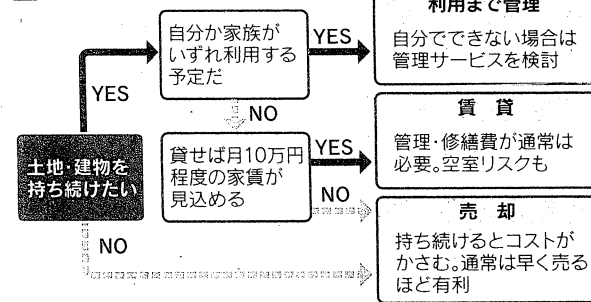 利用まで管理
自分か家族が
いずれ利用する
予定だ
YES
自分でできない場合は
管理サービスを検討
YES
NO
賃貸
土地・建物を
持ち続けたい
貸せば月10万円
程度の家賃が
見込める
YES
管理・修繕費が通常は
必要。空室リスクも
NO
売却
NO
持ち続けるとコストが
かさむ。通常は早く売る
ほど有利